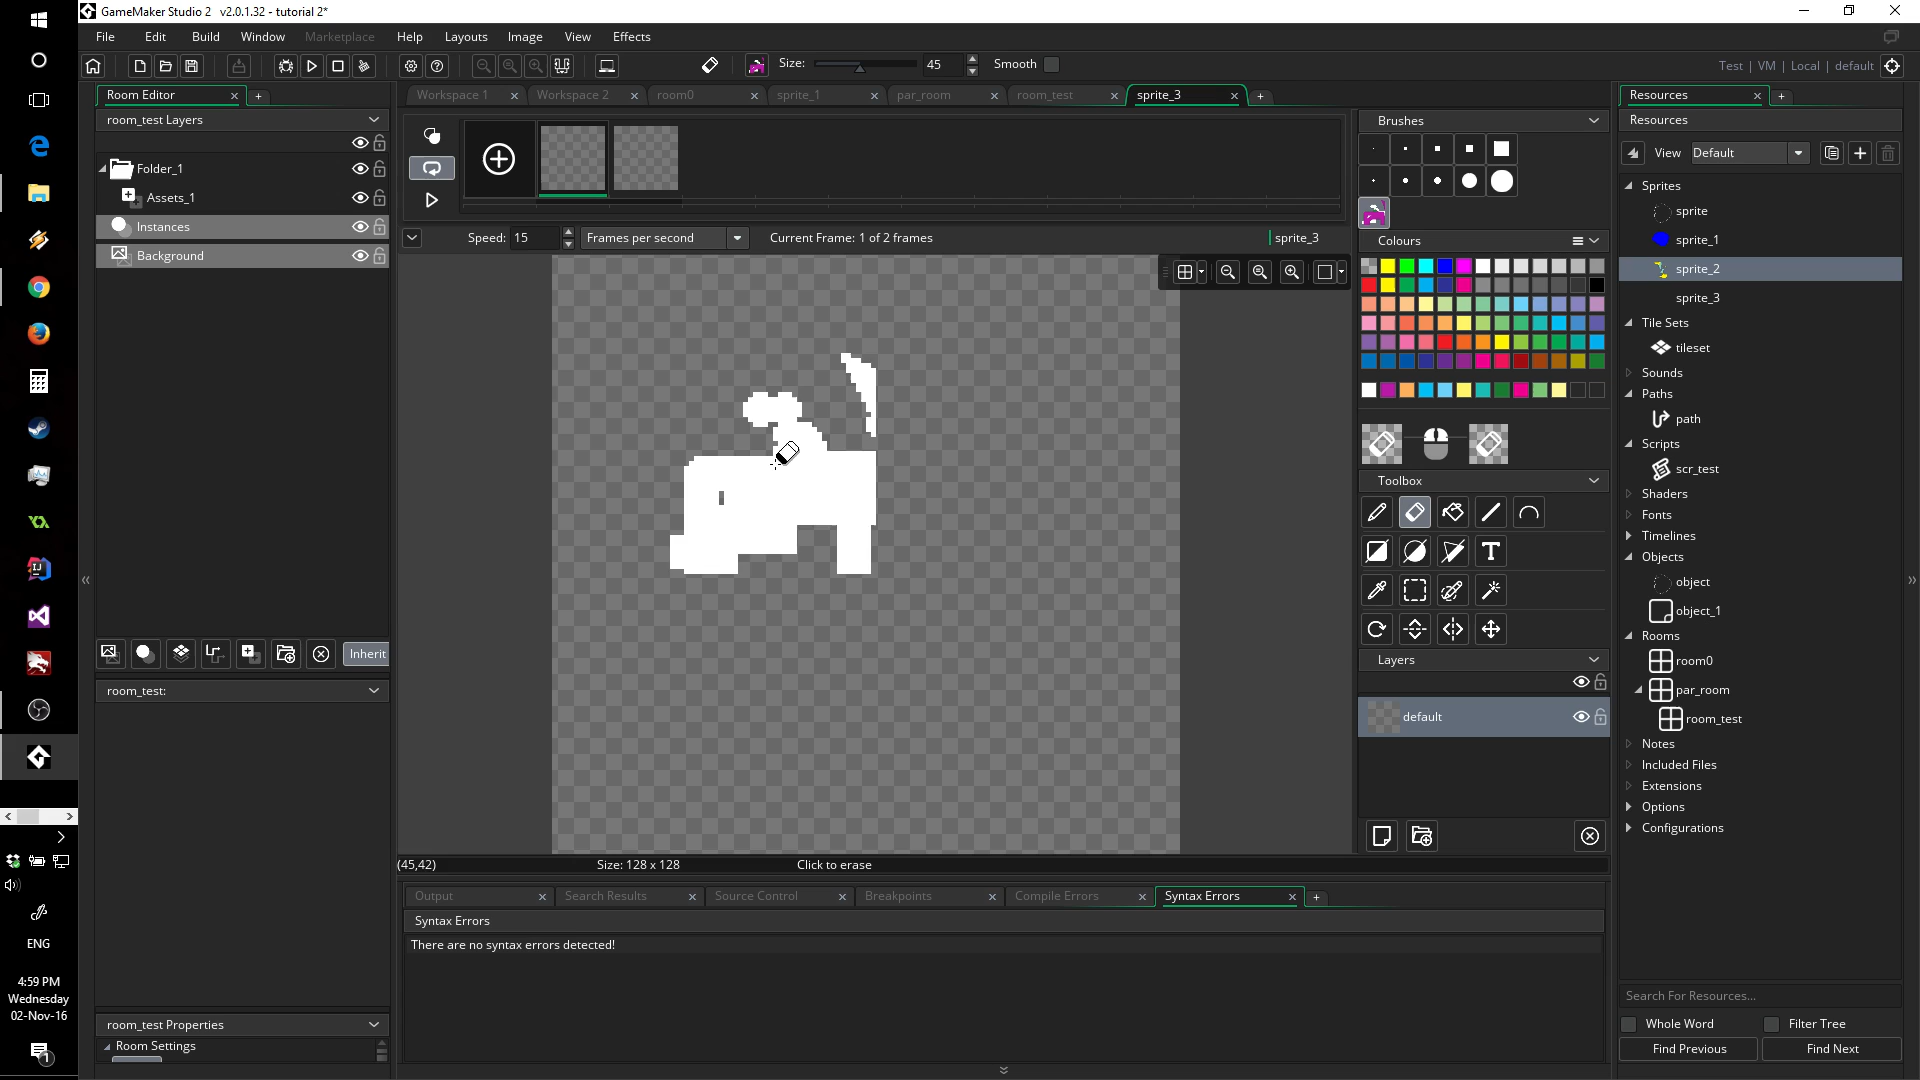 GameMaker Studio 2   v2.0.1.32 - tutorial 2*
File Edit Build Window Marketplace Help Layouts Image View Effects
Size: 45 Smooth
Test | VM | Local | default
Room Editor
Workspace 1 Workspace 2 room0 sprite_1 par_room room_test sprite_3
Resources
room_test Layers
Brushes
Resources
View Default
Folder_1
Assets_1
Instances
Background
Speed: 15 Frames per second Current Frame: 1 of 2 frames sprite_3
Colours
Sprites
sprite
sprite_1
sprite_2
sprite_3
Tile Sets
tileset
Sounds
Paths
path
Scripts
scr_test
Shaders
Fonts
Timelines
Objects
object
object_1
Rooms
room0
par_room
room_test
Notes
Included Files
Extensions
Options
Configurations
Toolbox
T
Layers
default
Inherit
room_test:
(45,42) Size: 128 x 128 Click to erase
Output Search Results Source Control Breakpoints Compile Errors Syntax Errors
Syntax Errors
There are no syntax errors detected!
room_test Properties
Room Settings
Search For Resources...
Whole Word Filter Tree
Find Previous Find Next
ENG
4:59 PM
Wednesday
02-Nov-16
1